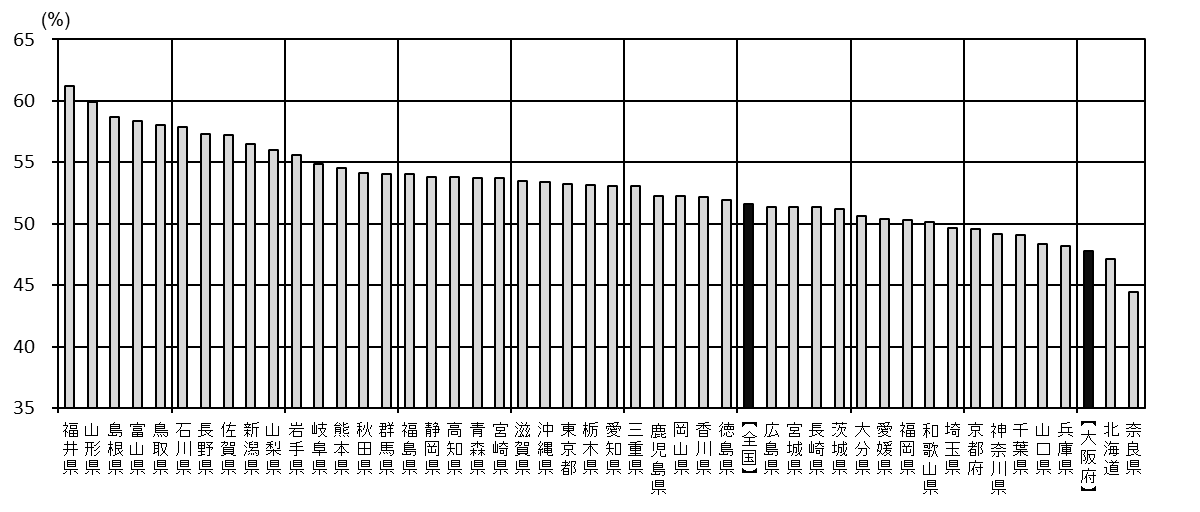 (%)
65
60
55
50
45
40
35
福井県
山形県
島根県
富山県
鳥取県
石川県
長野県
佐賀県
新潟県
山梨県
岩手県
岐阜県
熊本県
秋田県
群馬県
福島県
静岡県
高知県
青森県
宮崎県
滋賀県
沖縄県
東京都
栃木県
愛知県
三重県
鹿児島県
岡山県
香川県
徳島県
【全国】
広島県
宮城県
長崎県
茨城県
大分県
愛媛県
福岡県
和歌山県
埼玉県
京都府
神奈川県
千葉県
山口県
兵庫県
【大阪府】
北海道
奈良県